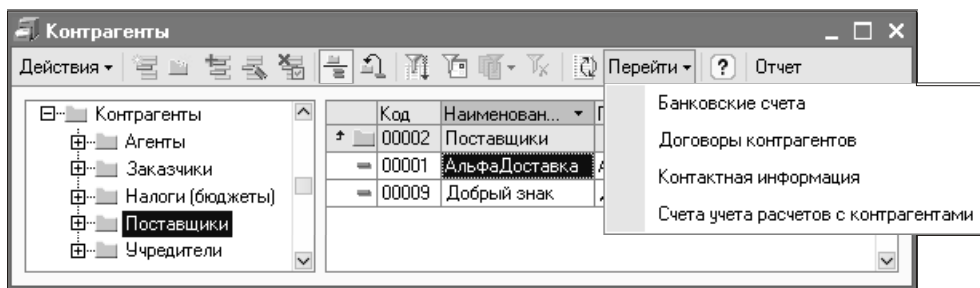 Контрагенты
Действия Перейти ? Отчет
Банковские счета
Договоры контрагентов
Контактная информация
Счета учета расчетов с контрагентами
Контрагенты
Агенты
Заказчики
Налоги (бюджеты)
Поставщики
Учредители
Код Наименован...
00002 Поставщики
00001 АльфаДоставка
00009 Добрый знак